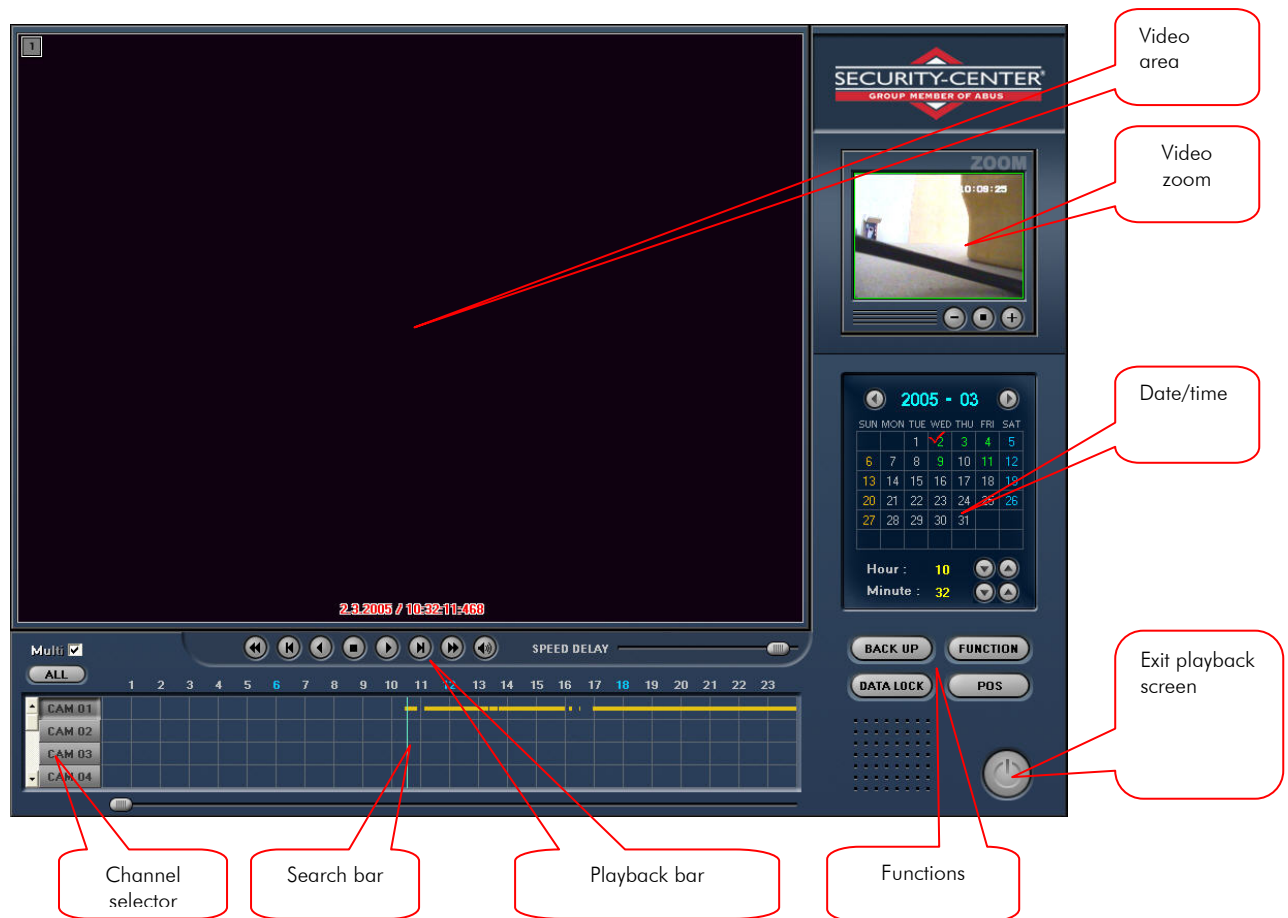 1
SECURITY-CENTER®
GROUP MEMBER OF ABUS
Video
area
ZOOM
10:08:25
Video
zoom
2005 - 03
SUN MON TUE WED THU FRI SAT
1 2 3 4 5
6 7 8 9 10 11 12
13 14 15 16 17 18 19
20 21 22 23 24 25 26
27 28 29 30 31
Hour : 10
Minute : 32
Date/time
2.3.2005 / 10:32:11:468
Multi
SPEED DELAY
ALL
1 2 3 4 5 6 7 8 9 10 11 12 13 14 15 16 17 18 19 20 21 22 23
CAM 01
CAM 02
CAM 03
CAM 04
BACK UP
FUNCTION
DATA LOCK
POS
Exit playback
screen
Channel
selector
Search bar
Playback bar
Functions